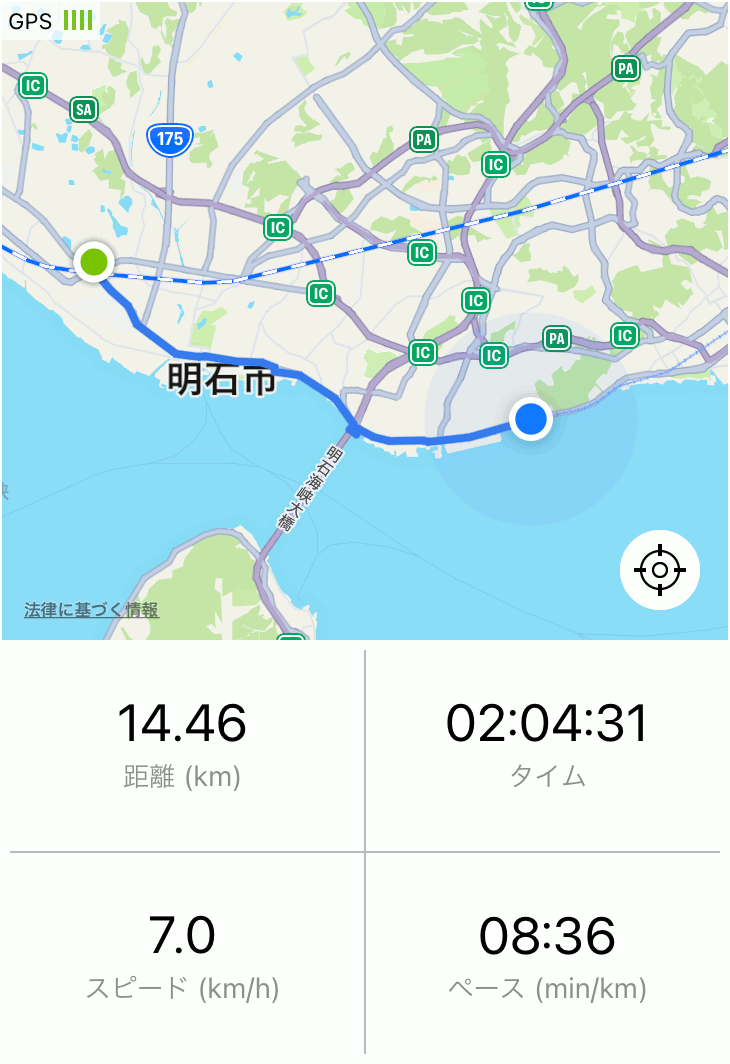 GPS
IC
SA
PA
175
PA
IC
IC
IC
IC
IC
IC
IC
PA
IC
明石市
明石海峡大橋
峡
法律に基づく情報
14.46
距離 (km)
02:04:31
タイム
7.0
スピード (km/h)
08:36
ペース (min/km)